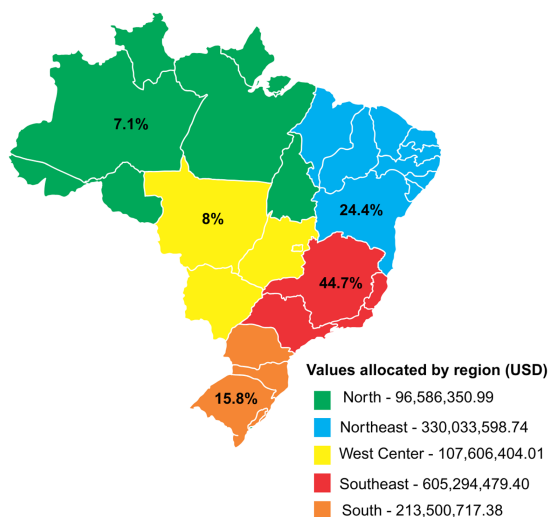 7.1%
8%
24.4%
44.7%
15.8%
Values allocated by region (USD)
North - 96,586,350.99
Northeast - 330,033,598.74
West Center - 107,606,404.01
Southeast - 605,294,479.40
South - 213,500,717.38